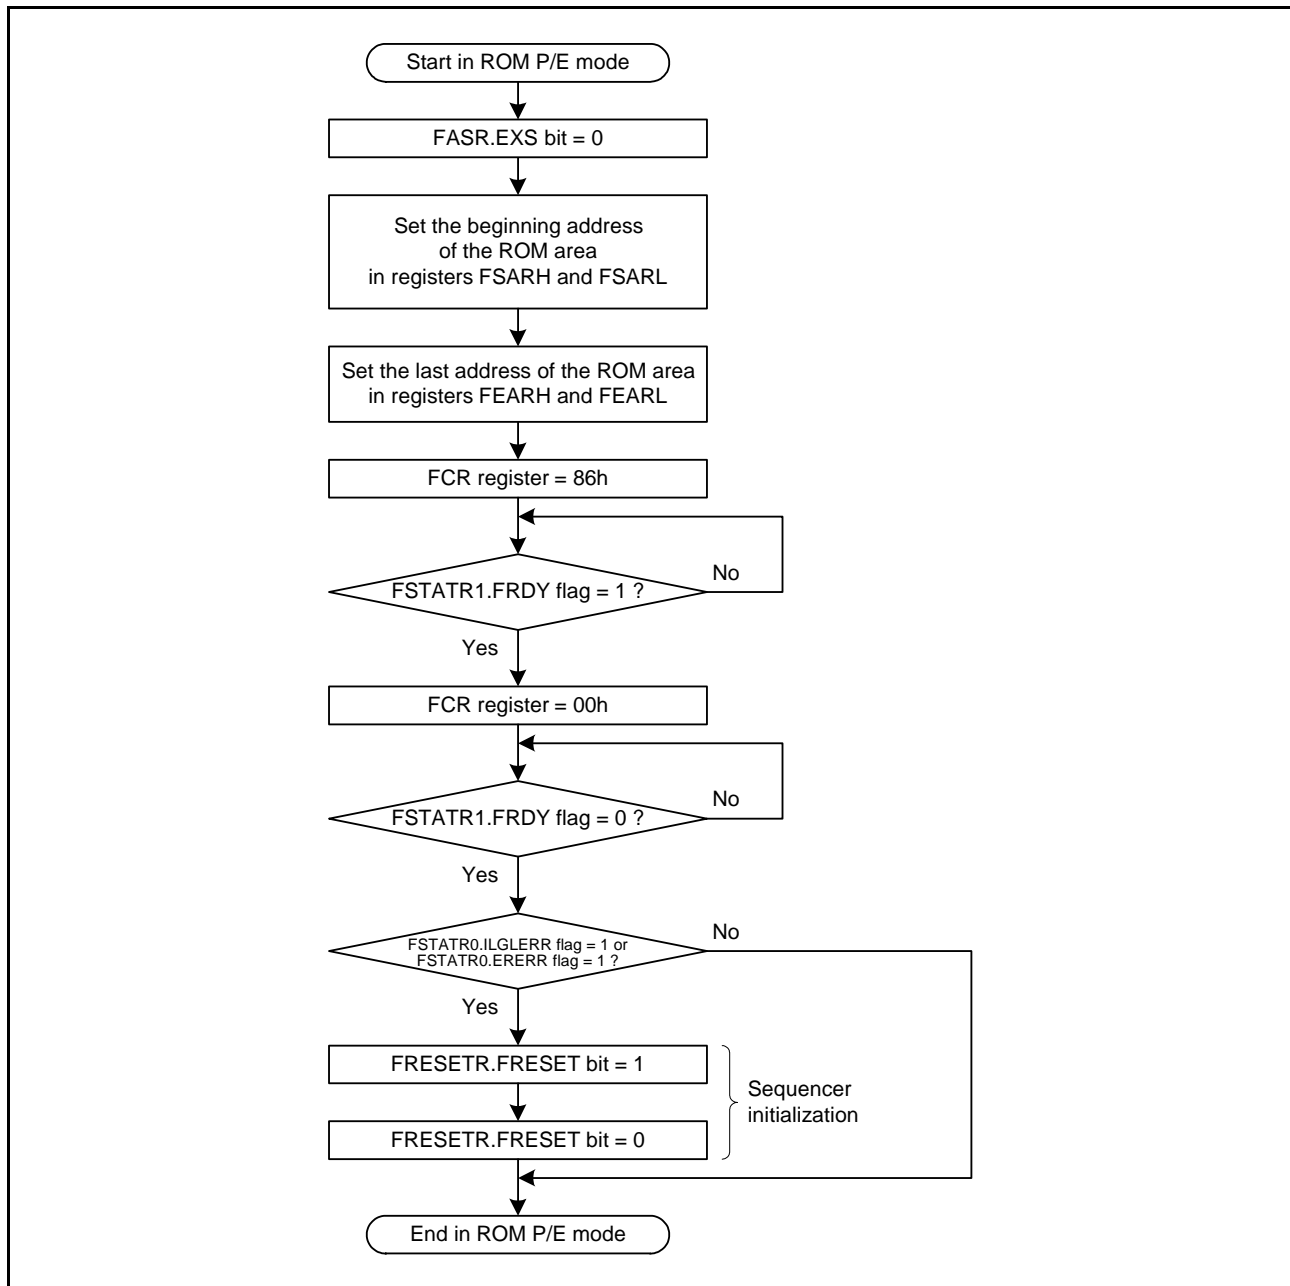 Start in ROM P/E mode
FASR.EXS bit = 0
Set the beginning address
of the ROM area
in registers FSARH and FSARL
Set the last address of the ROM area
in registers FEARH and FEARL
FCR register = 86h
FSTATR1.FRDY flag = 1 ?
No
Yes
FCR register = 00h
FSTATR1.FRDY flag = 0 ?
No
Yes
FSTATR0.ILGLERR flag = 1 or
FSTATR0.ERERR flag = 1 ?
No
Yes
FRESETR.FRESET bit = 1
FRESETR.FRESET bit = 0
Sequencer
initialization
End in ROM P/E mode